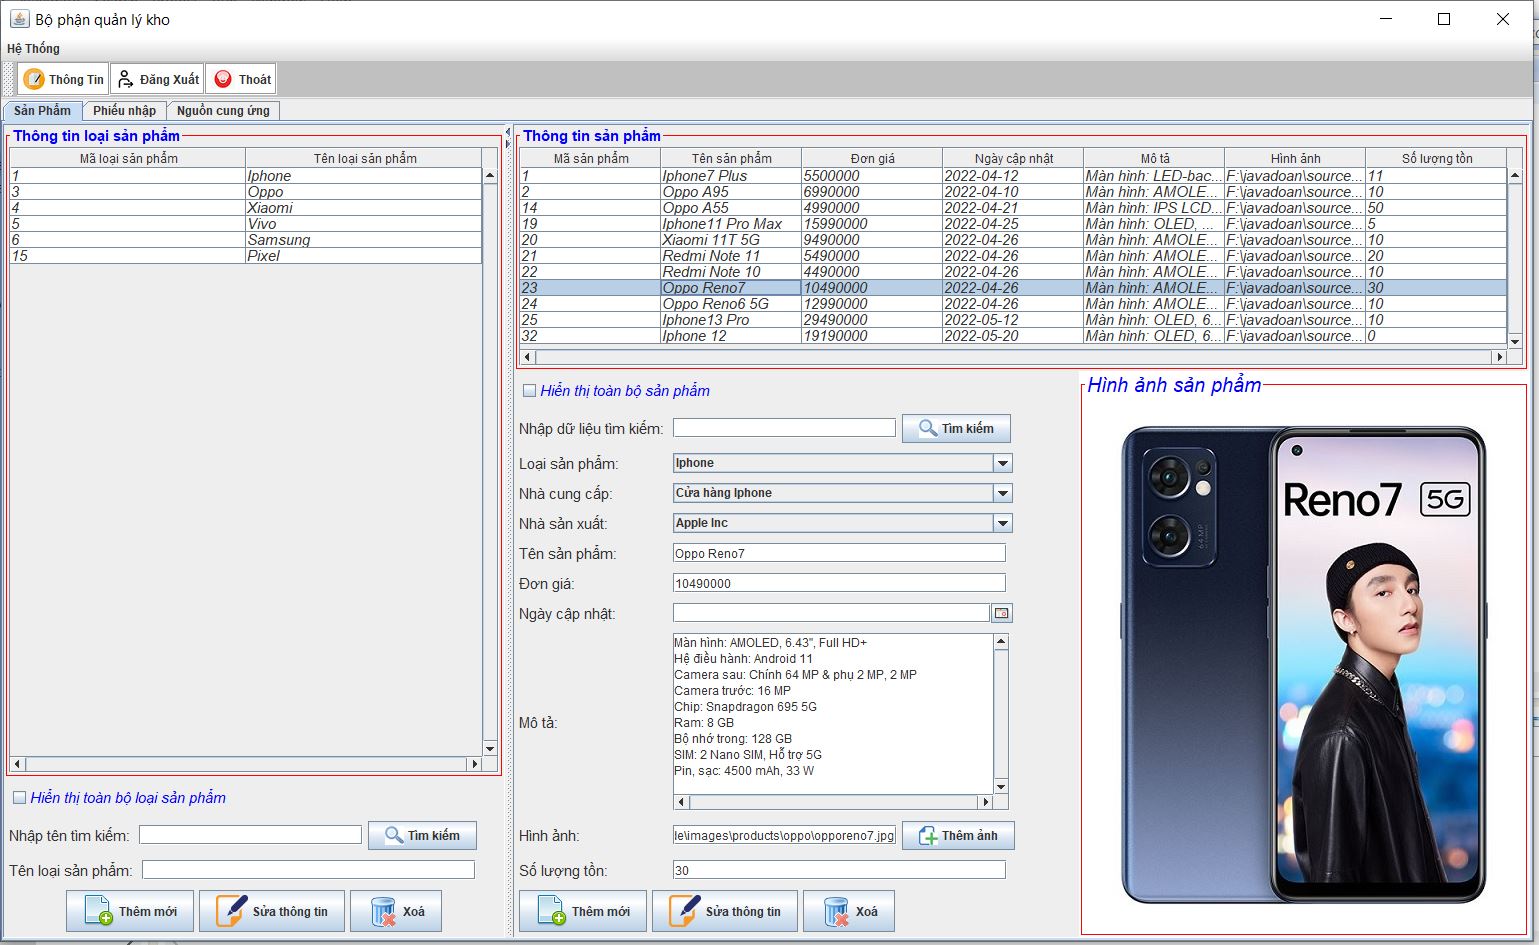 Bộ phận quản lý kho
Hệ Thống
Thông Tin Đăng Xuất Thoát
Sản Phẩm Phiếu nhập Nguồn cung ứng
Thông tin loại sản phẩm
Mã loại sản phẩm Tên loại sản phẩm
1 Iphone
3 Oppo
4 Xiaomi
5 Vivo
6 Samsung
15 Pixel
Hiển thị toàn bộ loại sản phẩm
Nhập tên tìm kiếm: Tìm kiếm
Tên loại sản phẩm:
Thêm mới Sửa thông tin Xoá
Thông tin sản phẩm
Mã sản phẩm Tên sản phẩm Đơn giá Ngày cập nhật Mô tả Hình ảnh Số lượng tồn
1 Iphone7 Plus 5500000 2022-04-12 Màn hình: LED-bac... F:\javadoan\source... 11
2 Oppo A95 6990000 2022-04-10 Màn hình: AMOLE... F:\javadoan\source... 10
14 Oppo A55 4990000 2022-04-21 Màn hình: IPS LCD... F:\javadoan\source... 50
19 Iphone11 Pro Max 15990000 2022-04-25 Màn hình: OLED, ... F:\javadoan\source... 5
20 Xiaomi 11T 5G 9490000 2022-04-26 Màn hình: AMOLE... F:\javadoan\source... 10
21 Redmi Note 11 5490000 2022-04-26 Màn hình: AMOLE... F:\javadoan\source... 20
22 Redmi Note 10 4490000 2022-04-26 Màn hình: AMOLE... F:\javadoan\source... 10
23 Oppo Reno7 10490000 2022-04-26 Màn hình: AMOLE... F:\javadoan\source... 30
24 Oppo Reno6 5G 12990000 2022-04-26 Màn hình: AMOLE... F:\javadoan\source... 10
25 Iphone13 Pro 29490000 2022-05-12 Màn hình: OLED, 6... F:\javadoan\source... 10
32 Iphone 12 19190000 2022-05-20 Màn hình: OLED, 6... F:\javadoan\source... 0
Hiển thị toàn bộ sản phẩm
Nhập dữ liệu tìm kiếm: Tìm kiếm
Loại sản phẩm: Iphone
Nhà cung cấp: Cửa hàng Iphone
Nhà sản xuất: Apple Inc
Tên sản phẩm: Oppo Reno7
Đơn giá: 10490000
Ngày cập nhật:
Mô tả:
Màn hình: AMOLED, 6.43", Full HD+
Hệ điều hành: Android 11
Camera sau: Chính 64 MP & phụ 2 MP, 2 MP
Camera trước: 16 MP
Chip: Snapdragon 695 5G
Ram: 8 GB
Bộ nhớ trong: 128 GB
SIM: 2 Nano SIM, Hỗ trợ 5G
Pin, sạc: 4500 mAh, 33 W
Hình ảnh: le\images\products\oppo\opporeno7.jpg Thêm ảnh
Số lượng tồn: 30
Thêm mới Sửa thông tin Xoá
Hình ảnh sản phẩm
Reno7 5G
64 MP